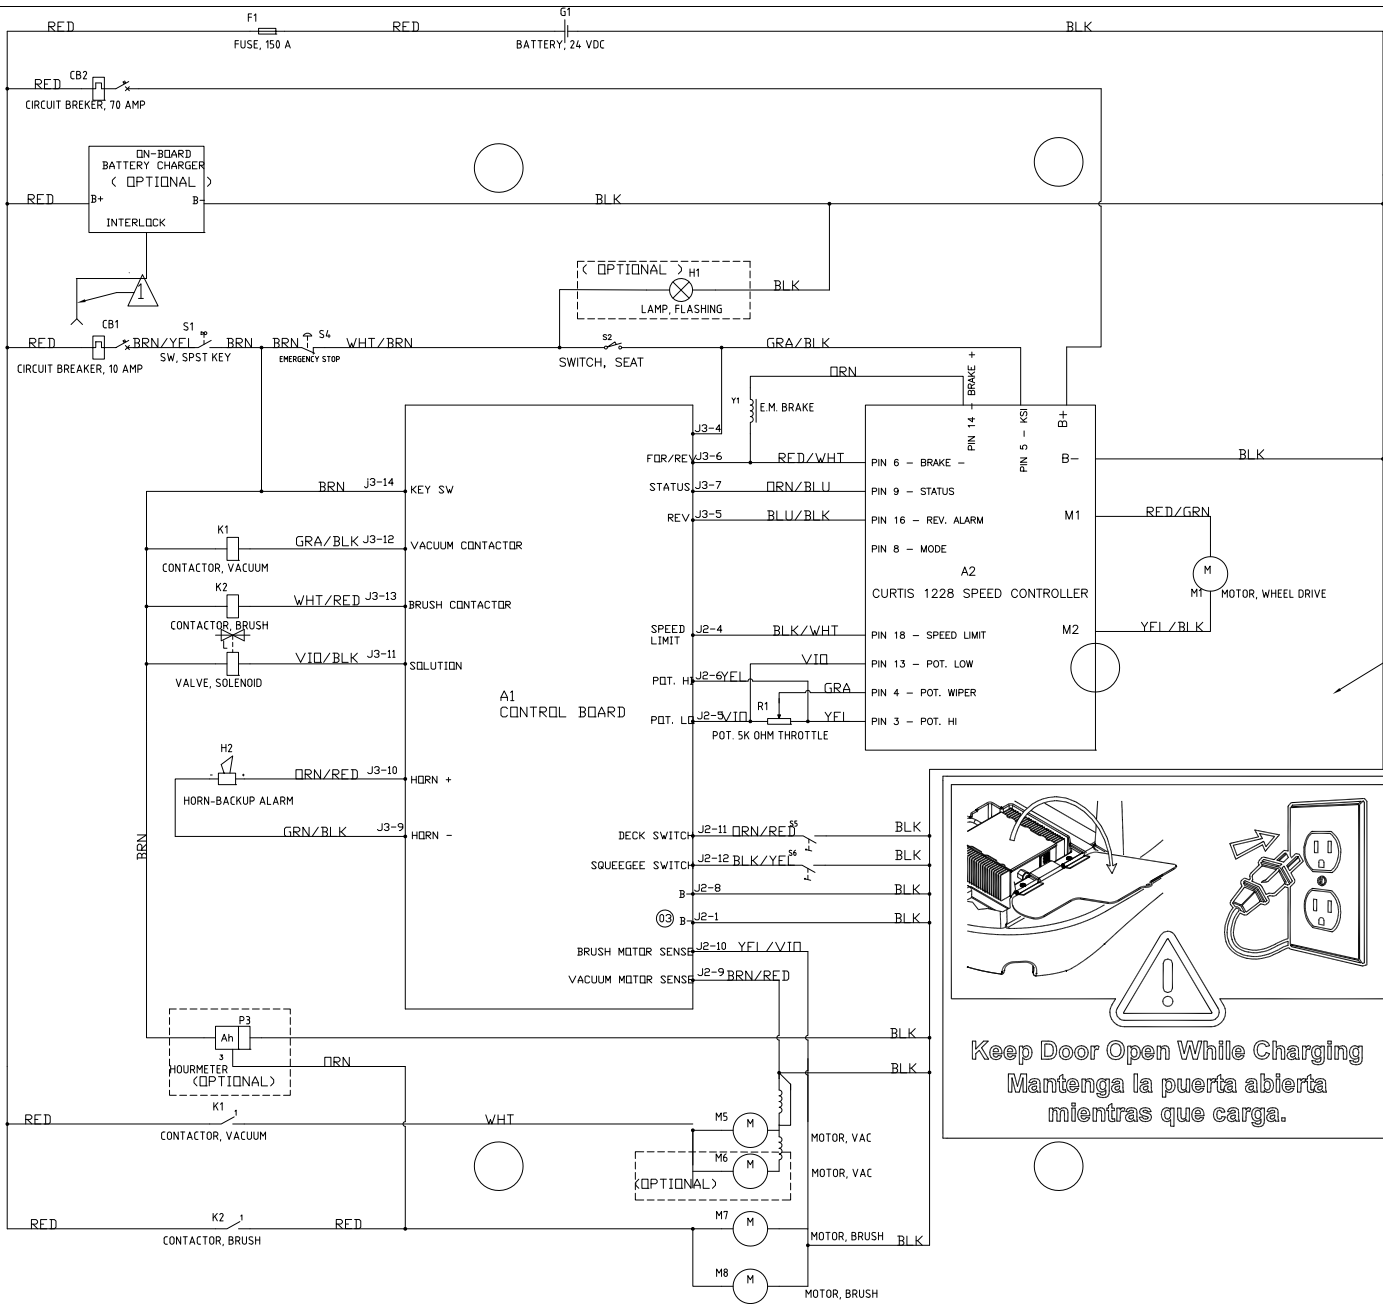 RED F1 RED G1 BLK
FUSE, 150 A BATTERY, 24 VDC
RED CB2
CIRCUIT BREKER, 70 AMP
ON-BOARD
BATTERY CHARGER
( OPTIONAL )
RED B+ B- BLK
INTERLOCK
1
( OPTIONAL ) H1 BLK
LAMP, FLASHING
RED CB1 BRN/YEL S1 BRN BRN S4 WHT/BRN S2 GRA/BLK
SW, SPST KEY EMERGENCY STOP SWITCH, SEAT
CIRCUIT BREAKER, 10 AMP
ORN
Y1 E.M. BRAKE
PIN 14 - BRAKE +
PIN 5 - KSI
B+
J3-4
FOR/REV J3-6 RED/WHT PIN 6 - BRAKE - B- BLK
BRN J3-14 KEY SW STATUS J3-7 ORN/BLU PIN 9 - STATUS
REV J3-5 BLU/BLK PIN 16 - REV. ALARM M1 RED/GRN
K1 GRA/BLK J3-12 VACUUM CONTACTOR PIN 8 - MODE
CONTACTOR, VACUUM
A2
CURTIS 1228 SPEED CONTROLLER
M
M1 MOTOR, WHEEL DRIVE
K2 WHT/RED J3-13 BRUSH CONTACTOR
CONTACTOR, BRUSH
SPEED
LIMIT J2-4 BLK/WHT PIN 18 - SPEED LIMIT M2 YEL/BLK
VIO/BLK J3-11 SOLUTION VIO PIN 13 - POT. LOW
VALVE, SOLENOID
POT. HI J2-6 YEL GRA PIN 4 - POT. WIPER
A1
CONTROL BOARD
POT. LO J2-5 VIO R1 YEL PIN 3 - POT. HI
POT. 5K OHM THROTTLE
H2 - + ORN/RED J3-10 HORN +
HORN-BACKUP ALARM
GRN/BLK J3-9 HORN -
BRN
DECK SWITCH J2-11 ORN/RED S5 BLK
SQUEEGEE SWITCH J2-12 BLK/YEL S6 BLK
B- J2-8 BLK
03 B- J2-1 BLK
BRUSH MOTOR SENSE J2-10 YEL/VIO
VACUUM MOTOR SENSE J2-9 BRN/RED
P3
Ah BLK
3
HOURMETER ORN BLK
(OPTIONAL)
RED K1 1 WHT M5 M
CONTACTOR, VACUUM MOTOR, VAC
M6 M MOTOR, VAC
(OPTIONAL)
RED K2 1 RED M7 M
CONTACTOR, BRUSH MOTOR, BRUSH BLK
M8 M
MOTOR, BRUSH
Keep Door Open While Charging
Mantenga la puerta abierta
mientras que carga.